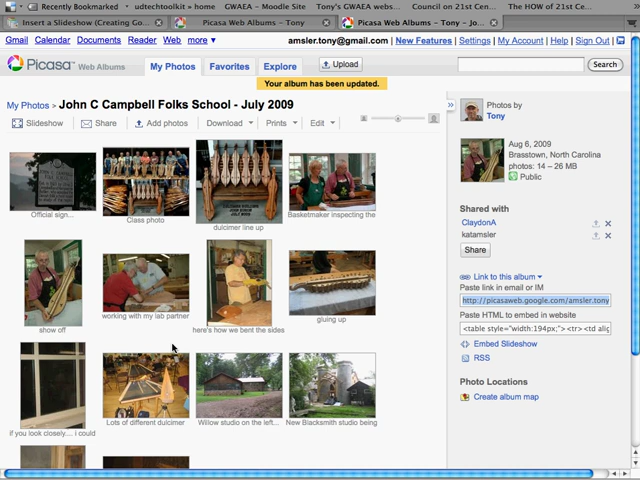 Recently Bookmarked udtechtoolkit » home GWAEA - Moodle Site Tony's GWAEA webs... Council on 21st Cen... The HOW of 21st Ce...
Insert a Slideshow (Creating Go... Picasa Web Albums - Tony Picasa Web Albums - Tony - Jo...
Gmail Calendar Documents Reader Web more ▼ amsler.tony@gmail.com | New Features | Settings | My Account | Help | Sign Out |
Picasa Web Albums My Photos Favorites Explore Upload Search
Your album has been updated.
My Photos > John C Campbell Folks School - July 2009
Slideshow Share Add photos Download Prints Edit
Photos by
Tony
Aug 6, 2009
Brasstown, North Carolina
photos: 14 – 26 MB
Public
Official sign...
Class photo
dulcimer line up
Basketmaker inspecting the
Shared with
ClaydonA
katamsler
Share
Link to this album
Paste link in email or IM
http://picasaweb.google.com/amsler.tony
Paste HTML to embed in website
<table style="width:194px;"><tr><td alig
Embed Slideshow
RSS
Photo Locations
Create album map
show off
working with my lab partner
here's how we bent the sides
gluing up
if you look closely.... i could
Lots of different dulcimer
Willow studio on the left...
New Blacksmith studio being